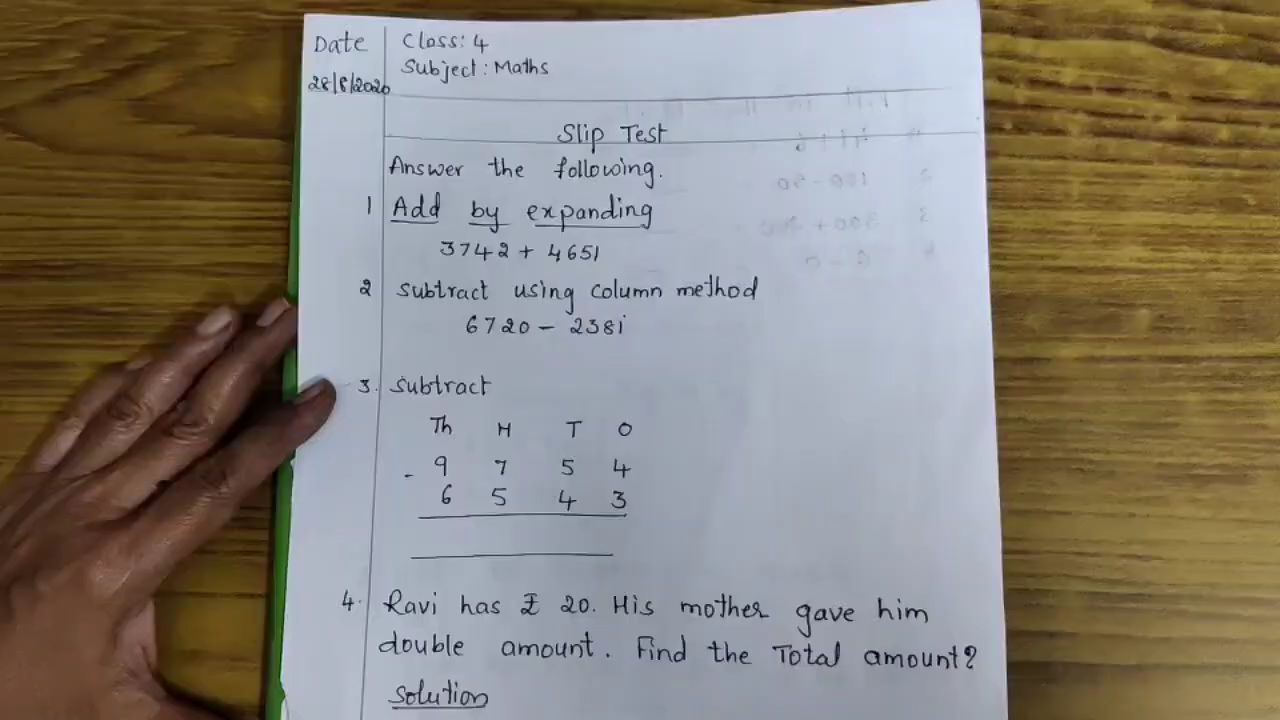 Date
28/8/2020
Class: 4
Subject: Maths
Slip Test
Answer the following.
1 Add by expanding
3742 + 4651
2 Subtract using column method
6720 - 2381
3. Subtract
Th H T O
- 9 7 5 4
6 5 4 3
4. Ravi has ₹ 20. His mother gave him
double amount. Find the Total amount?
Solution